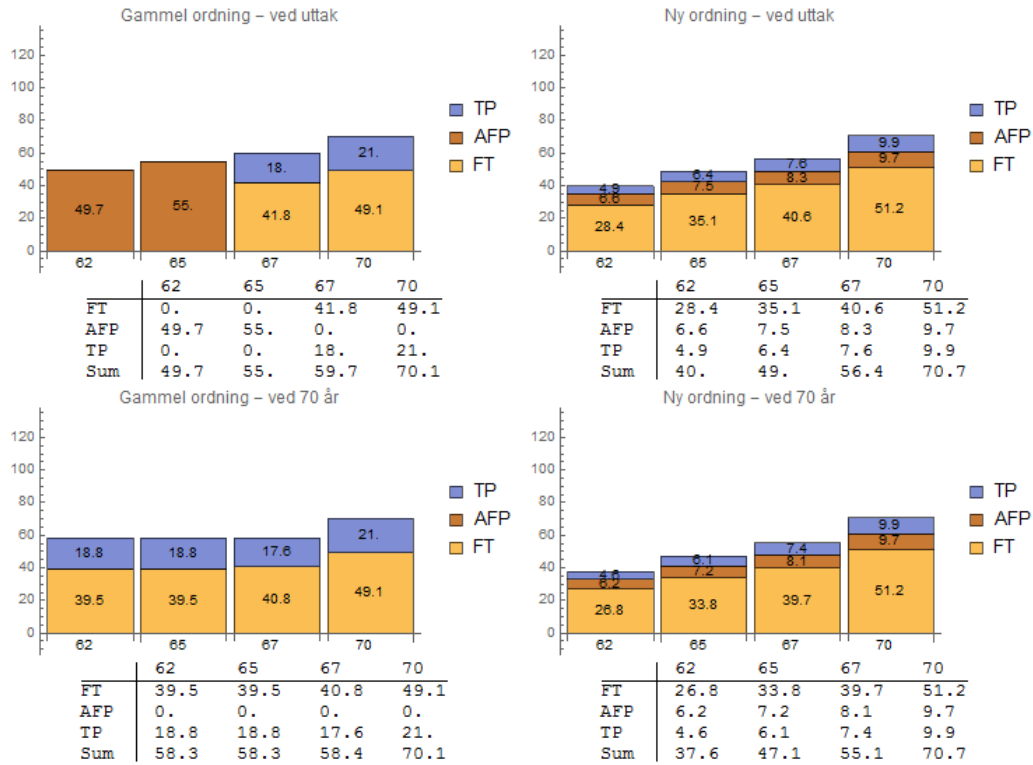 Gammel ordning – ved uttak
120
100
80
60
40
20
0
49.7
55.
18.
41.8
21.
49.1
62 65 67 70
TP
AFP
FT
62 65 67 70
FT 0. 0. 41.8 49.1
AFP 49.7 55. 0. 0.
TP 0. 0. 18. 21.
Sum 49.7 55. 59.7 70.1
Ny ordning – ved uttak
120
100
80
60
40
20
0
4.9
6.6
28.4
6.4
7.5
35.1
7.6
8.3
40.6
9.9
9.7
51.2
62 65 67 70
TP
AFP
FT
62 65 67 70
FT 28.4 35.1 40.6 51.2
AFP 6.6 7.5 8.3 9.7
TP 4.9 6.4 7.6 9.9
Sum 40. 49. 56.4 70.7
Gammel ordning – ved 70 år
120
100
80
60
40
20
0
18.8
39.5
18.8
39.5
17.6
40.8
21.
49.1
62 65 67 70
TP
AFP
FT
62 65 67 70
FT 39.5 39.5 40.8 49.1
AFP 0. 0. 0. 0.
TP 18.8 18.8 17.6 21.
Sum 58.3 58.3 58.4 70.1
Ny ordning – ved 70 år
120
100
80
60
40
20
0
4.6
6.2
26.8
6.1
7.2
33.8
7.4
8.1
39.7
9.9
9.7
51.2
62 65 67 70
TP
AFP
FT
62 65 67 70
FT 26.8 33.8 39.7 51.2
AFP 6.2 7.2 8.1 9.7
TP 4.6 6.1 7.4 9.9
Sum 37.6 47.1 55.1 70.7